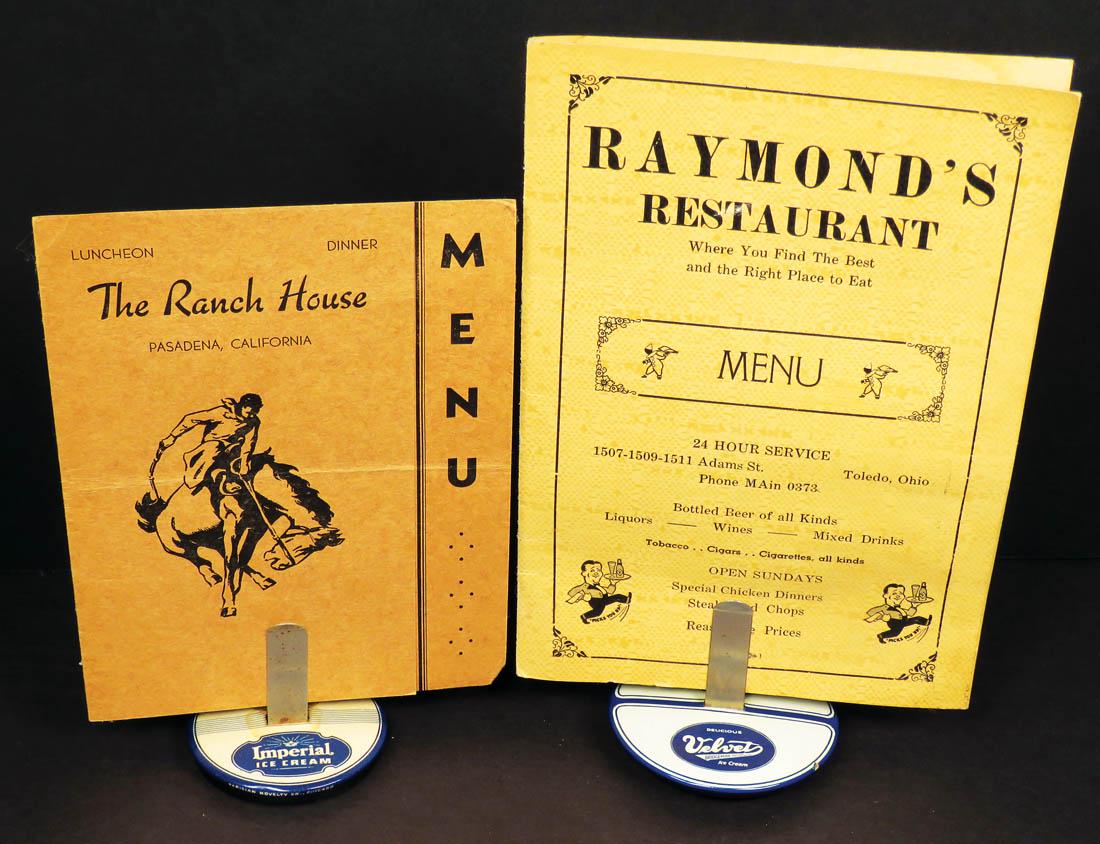 LUNCHEON DINNER
The Ranch House
PASADENA, CALIFORNIA
MENU
Imperial
ICE CREAM
RAYMOND'S
RESTAURANT
Where You Find The Best
and the Right Place to Eat
MENU
24 HOUR SERVICE
1507-1509-1511 Adams St. Toledo, Ohio
Phone MAin 0373
Bottled Beer of all Kinds
Liquors — Wines — Mixed Drinks
Tobacco . . Cigars . . Cigarettes, all kinds
OPEN SUNDAYS
Special Chicken Dinners
Chops
Prices
DELICIOUS
Velvet
Ice Cream